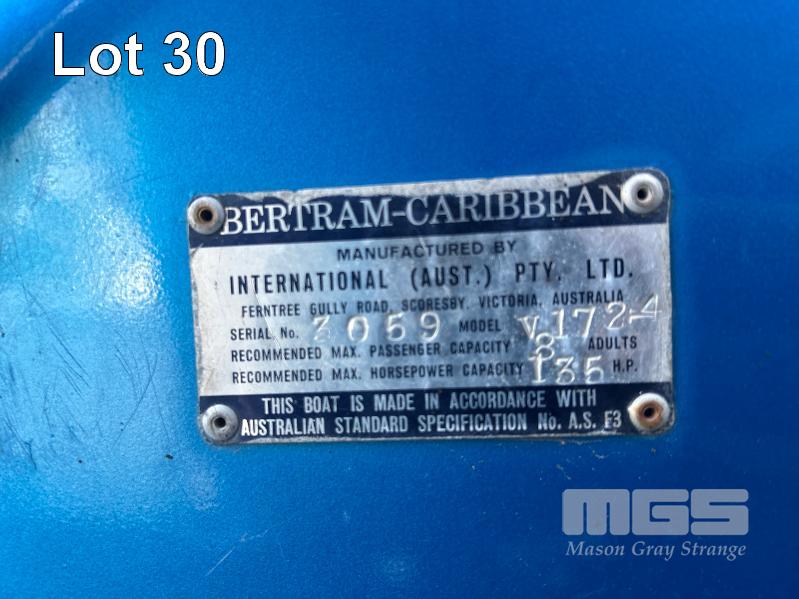 Lot 30
BERTRAM-CARIBBEAN
MANUFACTURED BY
INTERNATIONAL (AUST.) PTY. LTD.
FERNTREE GULLY ROAD, SCORESBY, VICTORIA, AUSTRALIA
SERIAL No. 3059 MODEL V172-4
RECOMMENDED MAX. PASSENGER CAPACITY 8 ADULTS
RECOMMENDED MAX. HORSEPOWER CAPACITY 135 H.P.
THIS BOAT IS MADE IN ACCORDANCE WITH
AUSTRALIAN STANDARD SPECIFICATION No. A.S. F3
MGS
Mason Gray Strange